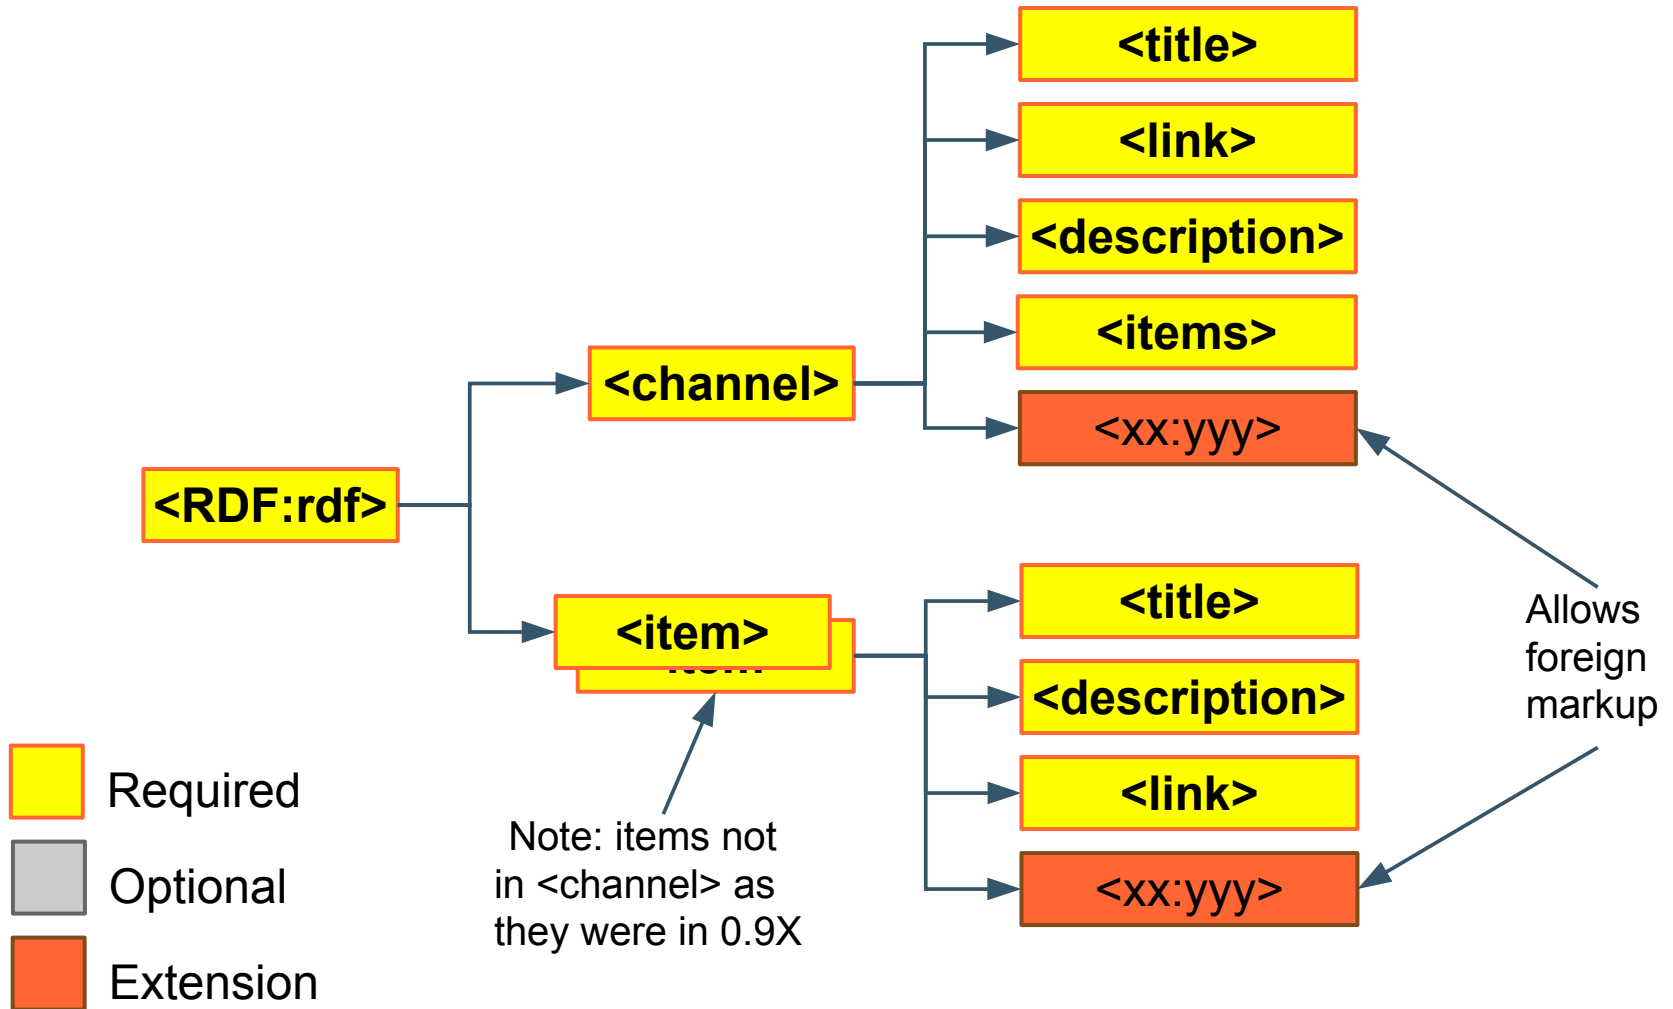 <title>
<link>
<description>
<items>
<channel>
<xx:yyy>
<RDF:rdf>
<title>
<item>
item
<description>
<link>
<xx:yyy>
Allows
foreign
markup
Note: items not
in <channel> as
they were in 0.9X
Required
Optional
Extension